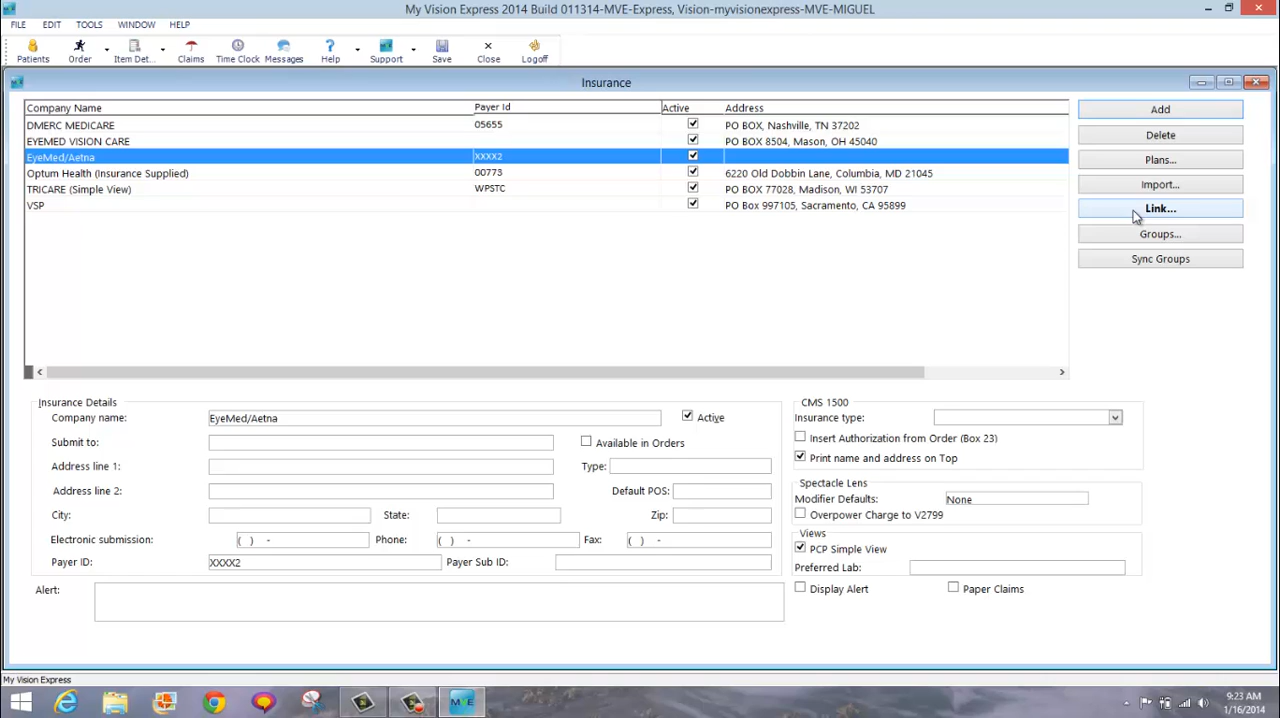 My Vision Express 2014 Build 011314-MVE-Express, Vision-myvisionexpress-MVE-MIGUEL
FILE EDIT TOOLS WINDOW HELP
Patients Order Item Det... Claims Time Clock Messages Help Support Save Close Logoff
Insurance
Company Name Payer Id Active Address
DMERC MEDICARE 05655 PO BOX, Nashville, TN 37202
EYEMED VISION CARE PO BOX 8504, Mason, OH 45040
EyeMed/Aetna XXXX2
Optum Health (Insurance Supplied) 00773 6220 Old Dobbin Lane, Columbia, MD 21045
TRICARE (Simple View) WPSTC PO BOX 77028, Madison, WI 53707
VSP PO Box 997105, Sacramento, CA 95899
Add
Delete
Plans...
Import...
Link...
Groups...
Sync Groups
Insurance Details
Company name: EyeMed/Aetna Active
Submit to: Available in Orders
Address line 1: Type:
Address line 2: Default POS:
City: State: Zip:
Electronic submission: ( ) - Phone: ( ) - Fax: ( ) -
Payer ID: XXXX2 Payer Sub ID:
Alert:
CMS 1500
Insurance type:
Insert Authorization from Order (Box 23)
Print name and address on Top
Spectacle Lens
Modifier Defaults: None
Overpower Charge to V2799
Views
PCP Simple View
Preferred Lab:
Display Alert Paper Claims
My Vision Express
MVE
9:23 AM
1/16/2014